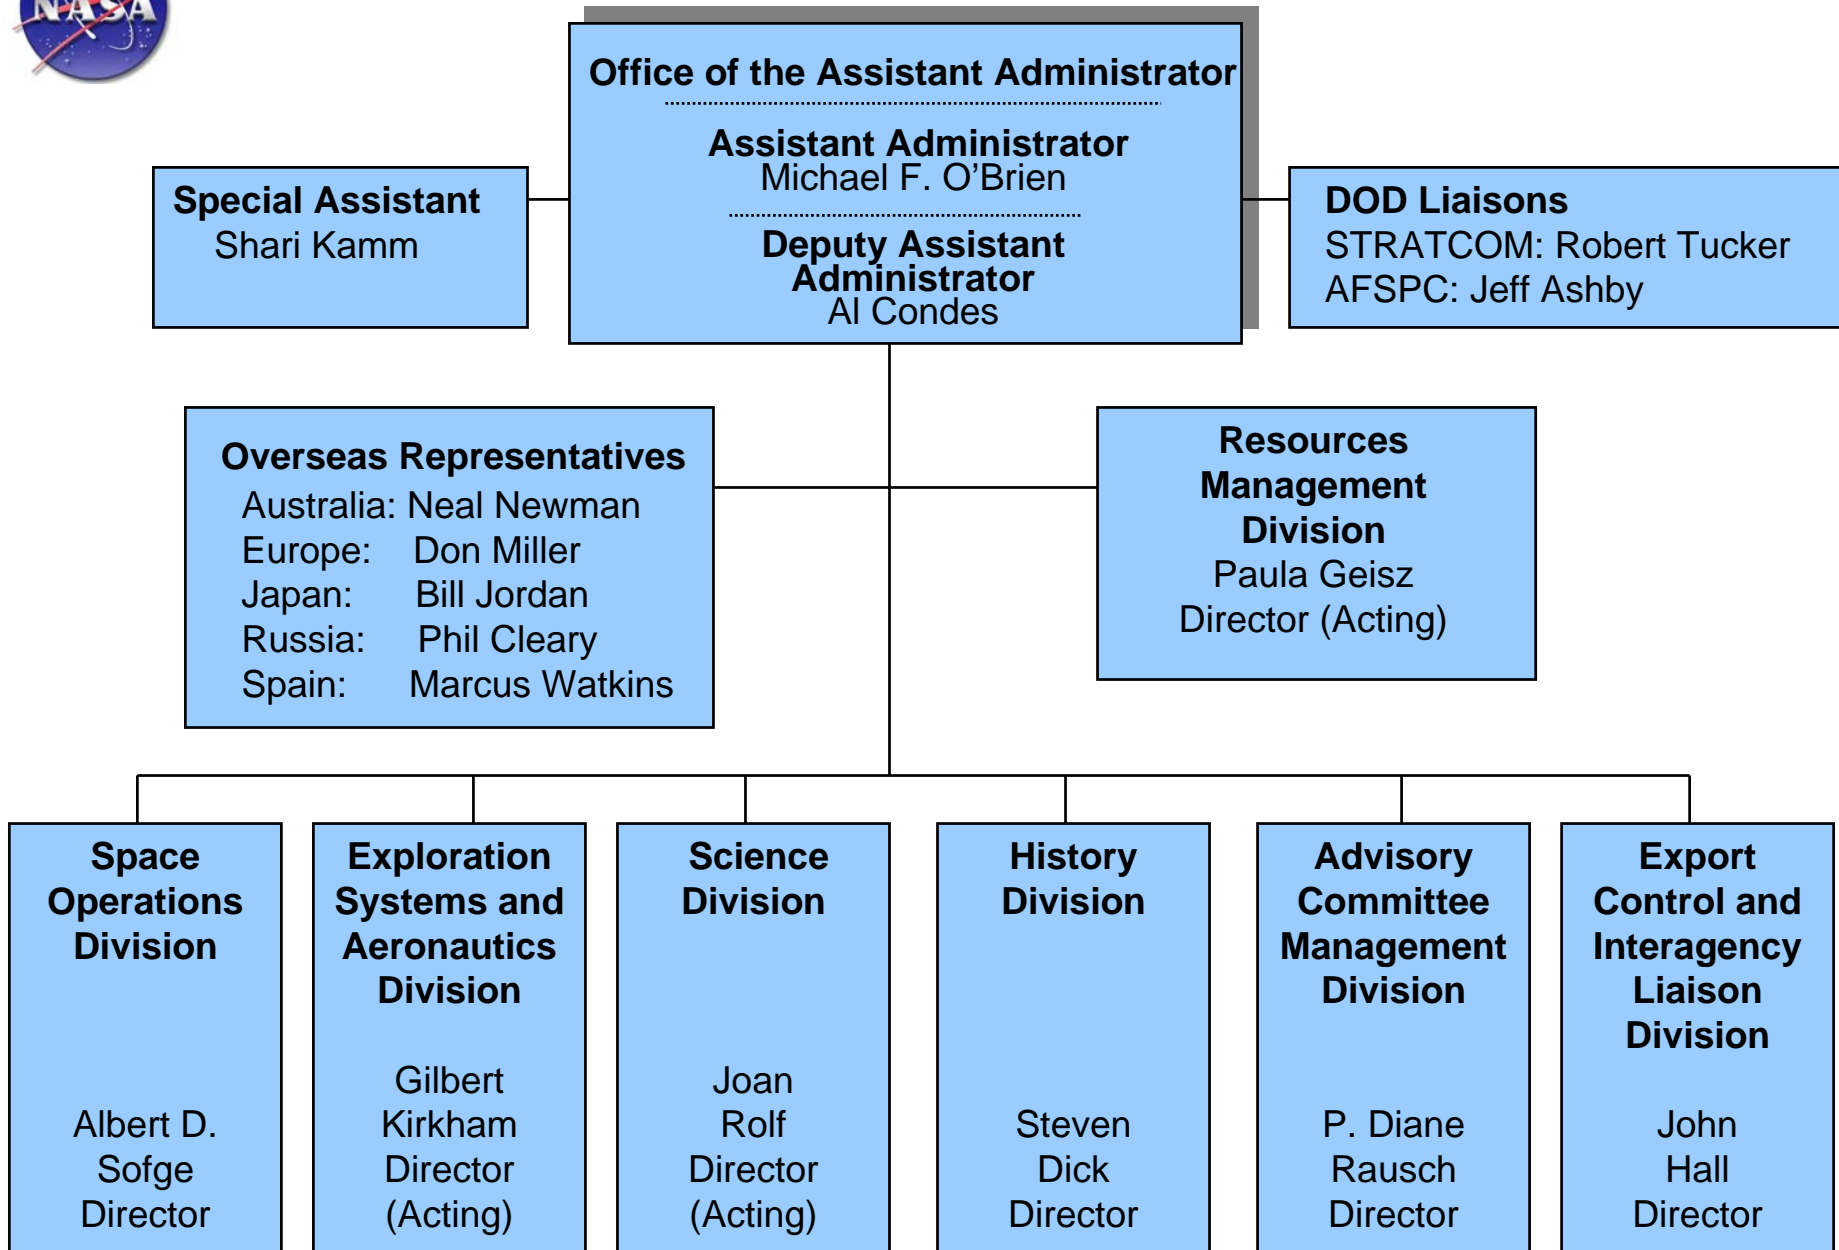 NASA
Office of the Assistant Administrator
Assistant Administrator
Michael F. O’Brien
Deputy Assistant
Administrator
Al Condes
Special Assistant
Shari Kamm
DOD Liaisons
STRATCOM: Robert Tucker
AFSPC: Jeff Ashby
Overseas Representatives
Australia: Neal Newman
Europe: Don Miller
Japan: Bill Jordan
Russia: Phil Cleary
Spain: Marcus Watkins
Resources
Management
Division
Paula Geisz
Director (Acting)
Space
Operations
Division
Albert D.
Sofge
Director
Exploration
Systems and
Aeronautics
Division
Gilbert
Kirkham
Director
(Acting)
Science
Division
Joan
Rolf
Director
(Acting)
History
Division
Steven
Dick
Director
Advisory
Committee
Management
Division
P. Diane
Rausch
Director
Export
Control and
Interagency
Liaison
Division
John
Hall
Director